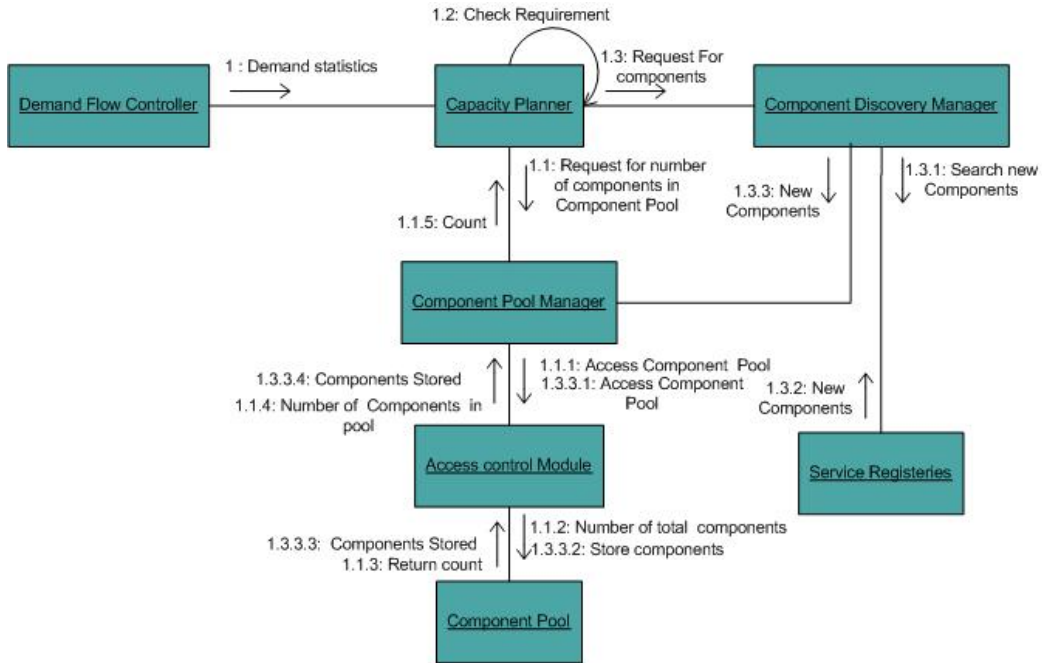 1.2: Check Requirement
1 : Demand statistics
1.3: Request For
components
Demand Flow Controller
Capacity Planner
Component Discovery Manager
1.1: Request for number
of components in
Component Pool
1.1.5: Count
1.3.3: New
Components
1.3.1: Search new
Components
Component Pool Manager
1.3.3.4: Components Stored
1.1.4: Number of Components in
pool
1.1.1: Access Component Pool
1.3.3.1: Access Component
Pool
1.3.2: New
Components
Access control Module
Service Registeries
1.3.3.3: Components Stored
1.1.3: Return count
1.1.2: Number of total components
1.3.3.2: Store components
Component Pool